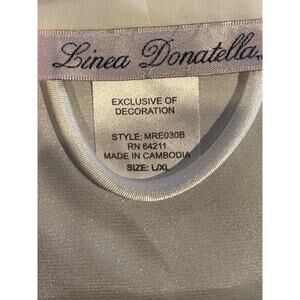 Linea Donatella
EXCLUSIVE OF
DECORATION
STYLE: MRE030B
RN 64211
MADE IN CAMBODIA
SIZE: L/XL